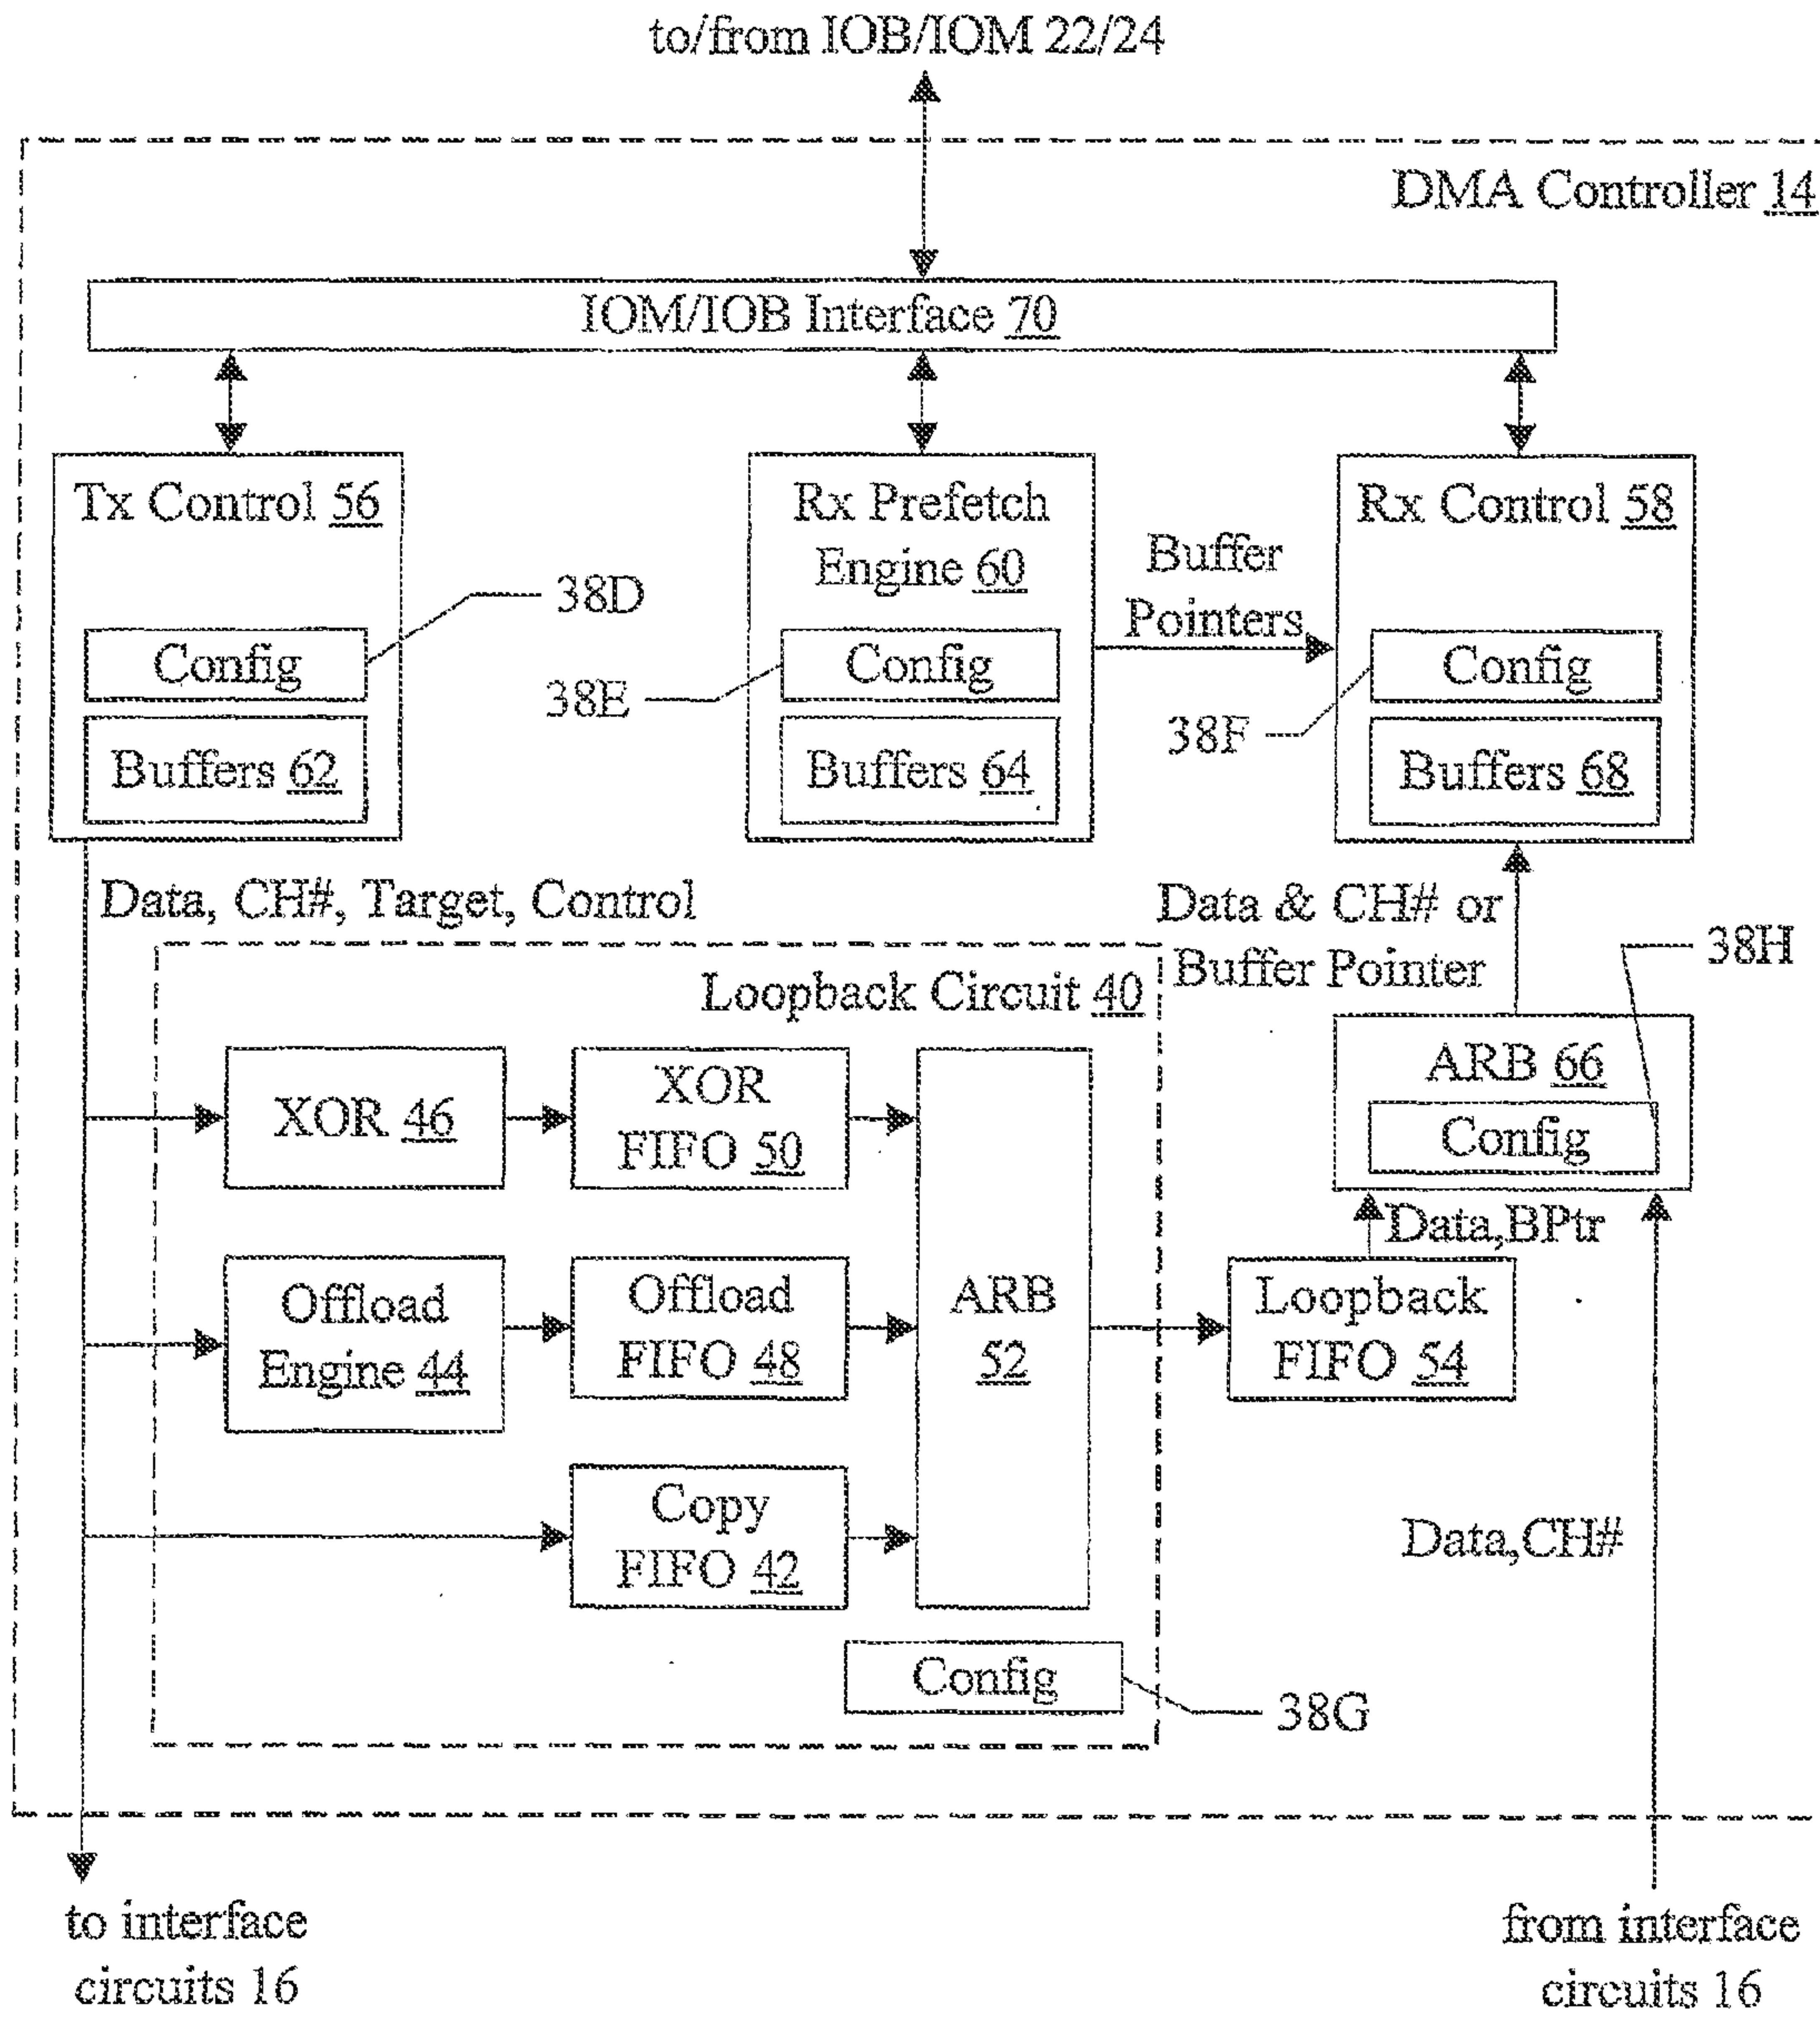 to/from IOB/IOM 22/24
DMA Controller 14
IOM/IOB Interface 70
Tx Control 56
Config
Buffers 62
38D
Rx Prefetch
Engine 60
Config
Buffers 64
38E
Buffer
Pointers
Rx Control 58
Config
Buffers 68
38F
Data, CH#, Target, Control
Data & CH# or
Buffer Pointer
38H
Loopback Circuit 40
XOR 46
XOR
FIFO 50
ARB 66
Config
Data,BPtr
Offload
Engine 44
Offload
FIFO 48
ARB
52
Loopback
FIFO 54
Copy
FIFO 42
Data,CH#
Config
38G
to interface
circuits 16
from interface
circuits 16